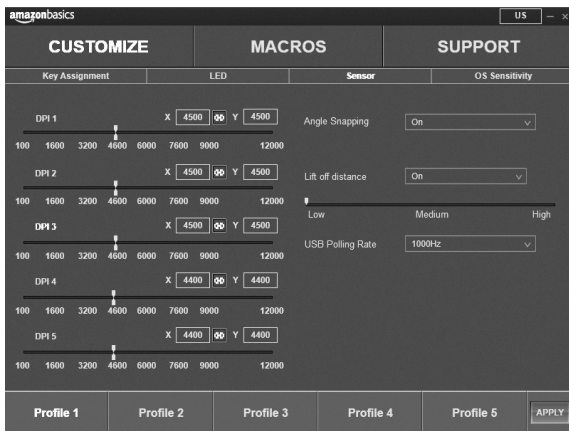 amazonbasics US
CUSTOMIZE MACROS SUPPORT
Key Assignment LED Sensor OS Sensitivity
DPI 1 X 4500 Y 4500
100 1600 3200 4600 6000 7600 9000 12000
DPI 2 X 4500 Y 4500
100 1600 3200 4600 6000 7600 9000 12000
DPI 3 X 4500 Y 4500
100 1600 3200 4600 6000 7600 9000 12000
DPI 4 X 4400 Y 4400
100 1600 3200 4600 6000 7600 9000 12000
DPI 5 X 4400 Y 4400
100 1600 3200 4600 6000 7600 9000 12000
Angle Snapping On
Lift off distance On
Low Medium High
USB Polling Rate 1000Hz
Profile 1 Profile 2 Profile 3 Profile 4 Profile 5 APPLY